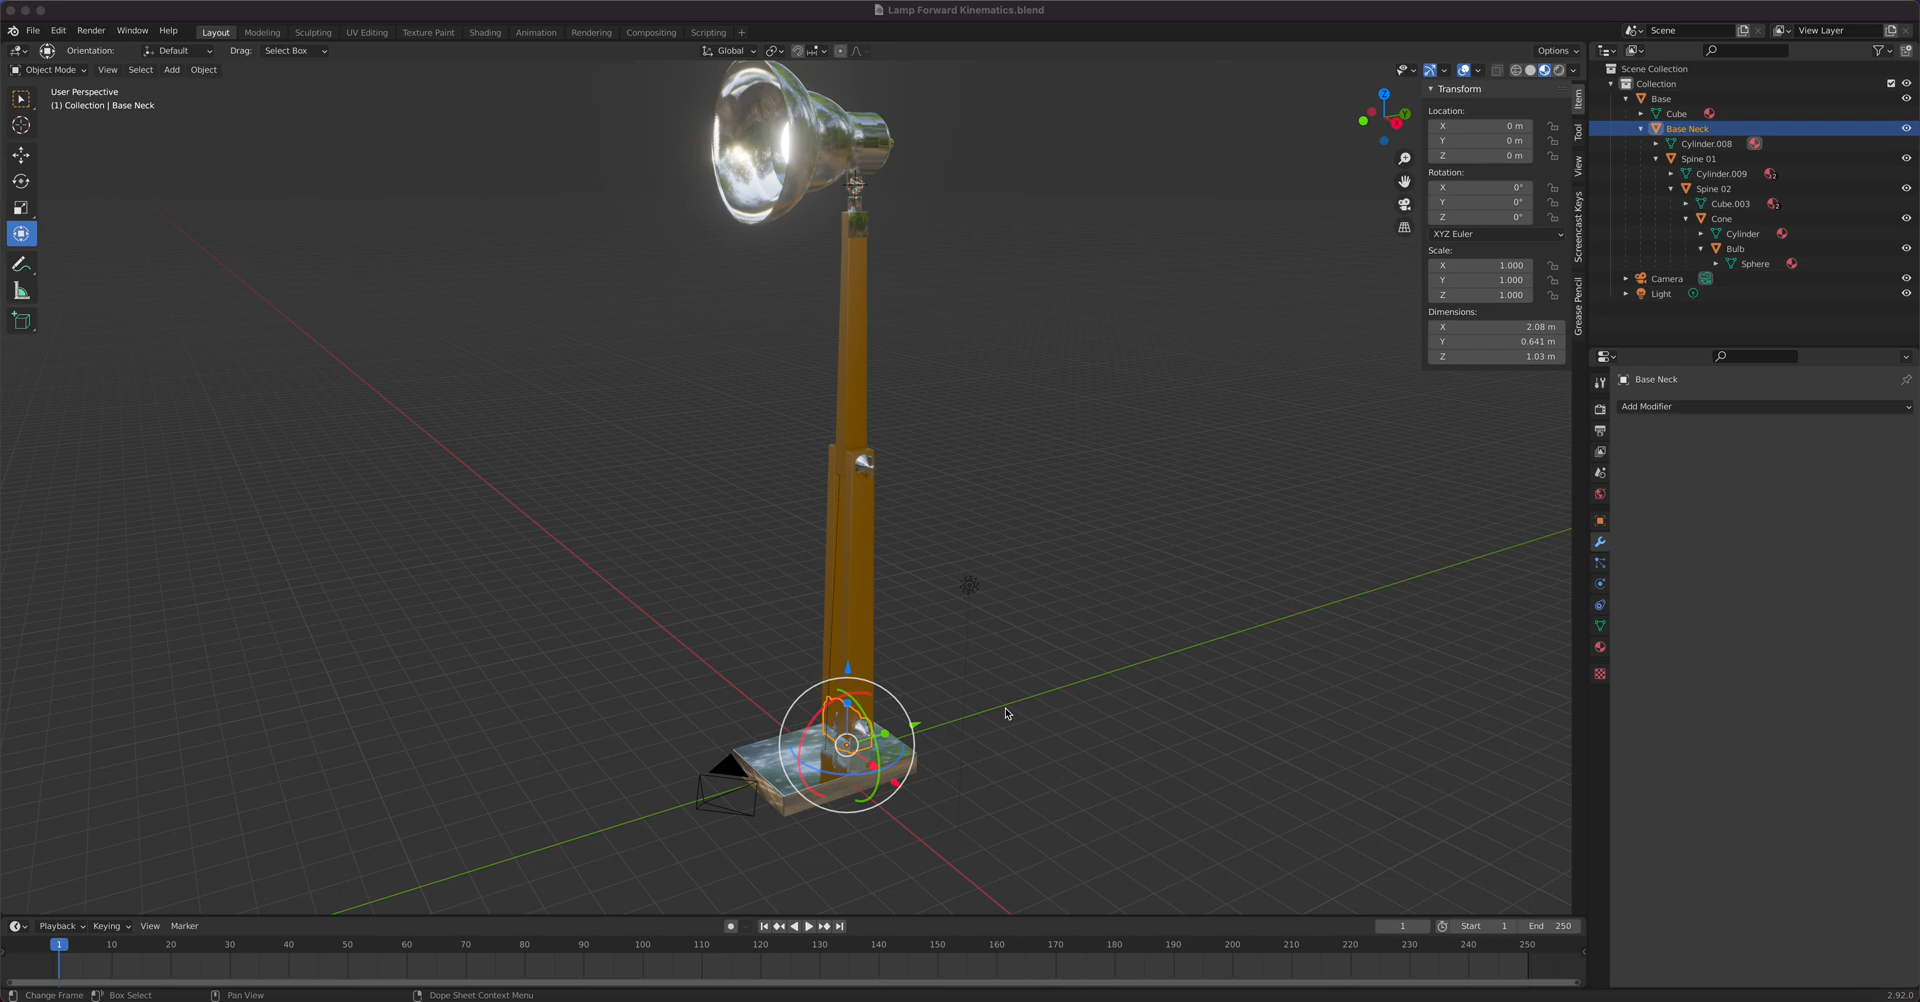 Lamp Forward Kinematics.blend
File Edit Render Window Help Layout Modeling Sculpting UV Editing Texture Paint Shading Animation Rendering Compositing Scripting + Scene View Layer
Orientation: Default Drag: Select Box Global Options
Object Mode View Select Add Object
User Perspective
(1) Collection | Base Neck
Transform
Location:
X 0 m
Y 0 m
Z 0 m
Rotation:
X 0°
Y 0°
Z 0°
XYZ Euler
Scale:
X 1.000
Y 1.000
Z 1.000
Dimensions:
X 2.08 m
Y 0.641 m
Z 1.03 m
Item
Tool
View
Screencast Keys
Grease Pencil
Z
Y
X
Scene Collection
Collection
Base
Cube
Base Neck
Cylinder.008
Spine 01
Cylinder.009 2
Spine 02
Cube.003 2
Cone
Cylinder
Bulb
Sphere
Camera
Light
Base Neck
Add Modifier
Playback Keying View Marker 1 Start 1 End 250
1 10 20 30 40 50 60 70 80 90 100 110 120 130 140 150 160 170 180 190 200 210 220 230 240 250
Change Frame Box Select Pan View Dope Sheet Context Menu 2.92.0